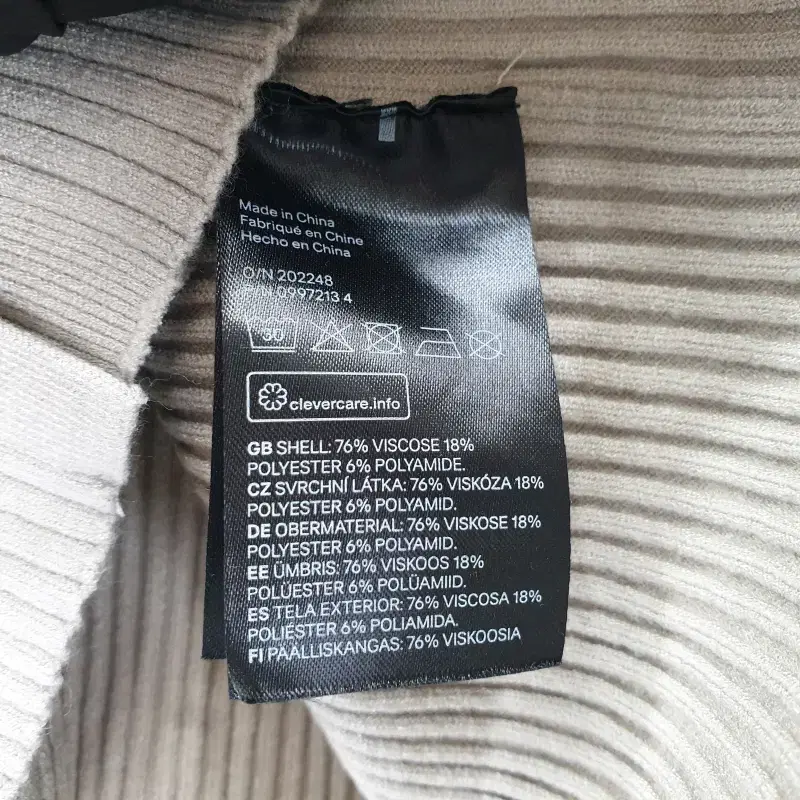 Made in China
Fabriqué en Chine
Hecho en China
O/N 202248
0997213 4
30
clevercare.info
GB SHELL: 76% VISCOSE 18%
POLYESTER 6% POLYAMIDE.
CZ SVRCHNÍ LÁTKA: 76% VISKÓZA 18%
POLYESTER 6% POLYAMID.
DE OBERMATERIAL: 76% VISKOSE 18%
POLYESTER 6% POLYAMID.
EE ÜMBRIS: 76% VISKOOS 18%
POLÜESTER 6% POLÜAMIID.
ES TELA EXTERIOR: 76% VISCOSA 18%
POLIÉSTER 6% POLIAMIDA.
FI PÄÄLLISKANGAS: 76% VISKOOSIA